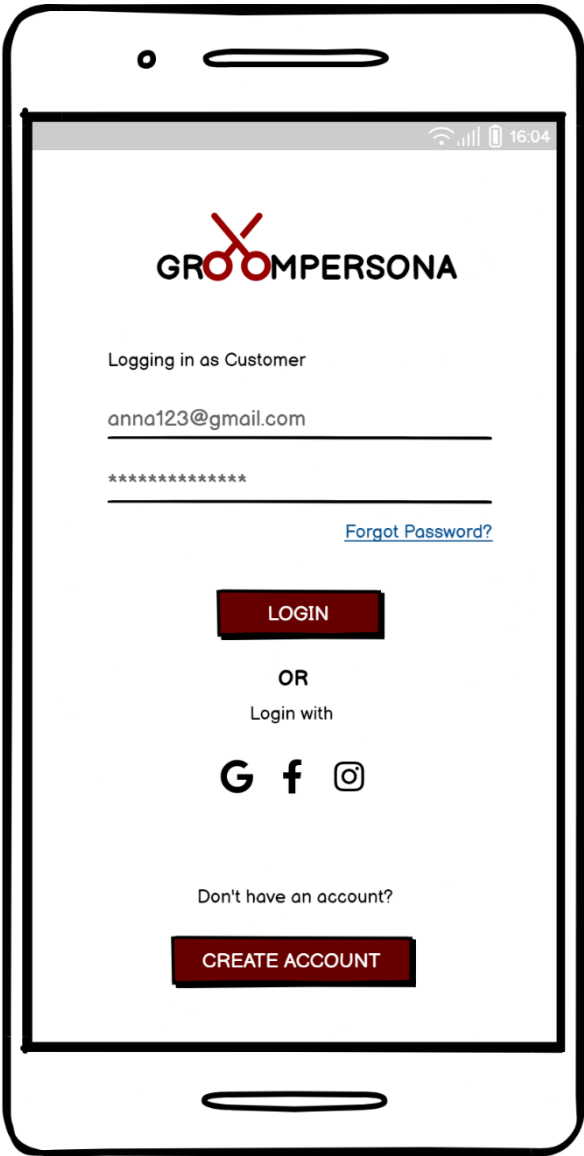 16:04
GROOMPERSONA
Logging in as Customer
anna123@gmail.com
**************
Forgot Password?
LOGIN
OR
Login with
G f
Don't have an account?
CREATE ACCOUNT